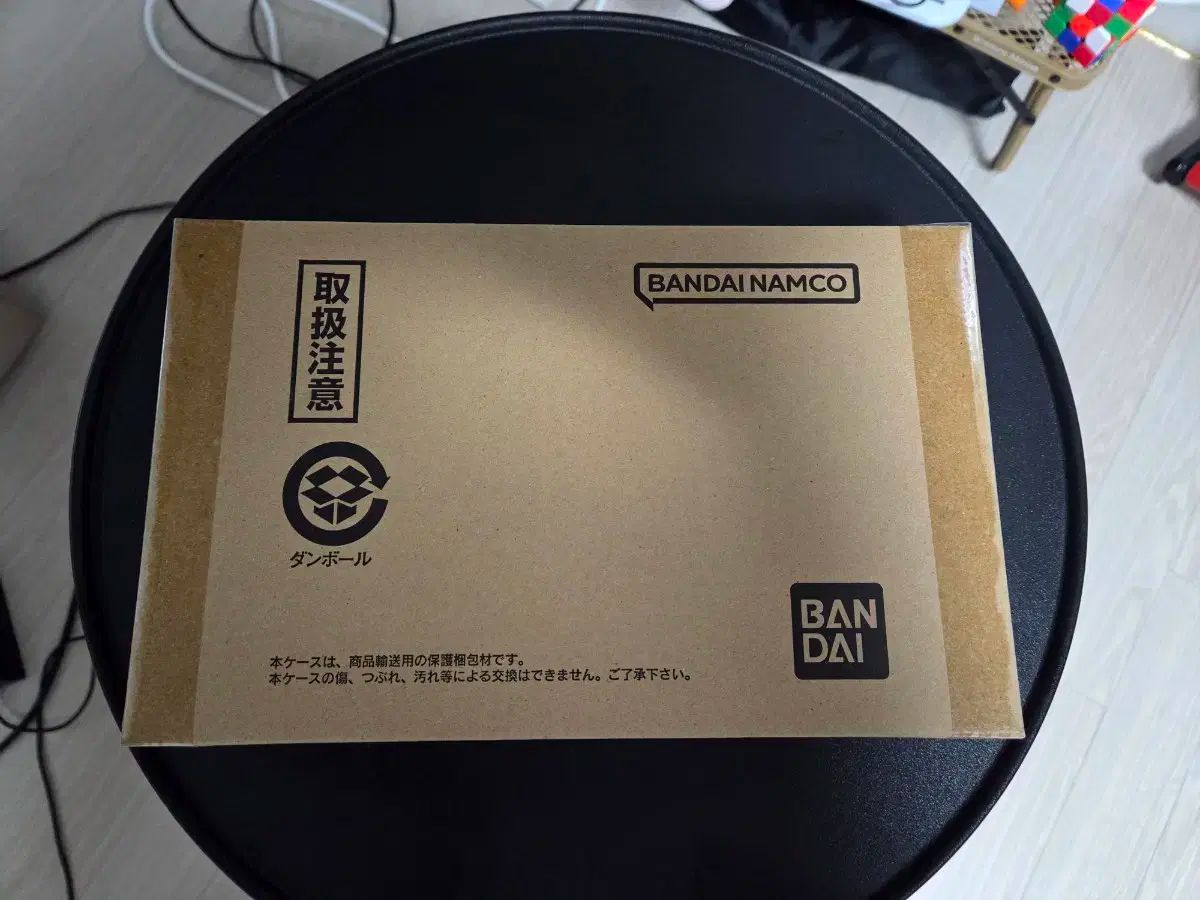 取扱注意
BANDAI NAMCO
ダンボール
BAN
DAI
本ケースは、商品輸送用の保護梱包材です。
本ケースの傷、つぶれ、汚れ等による交換はできません。ご了承下さい。